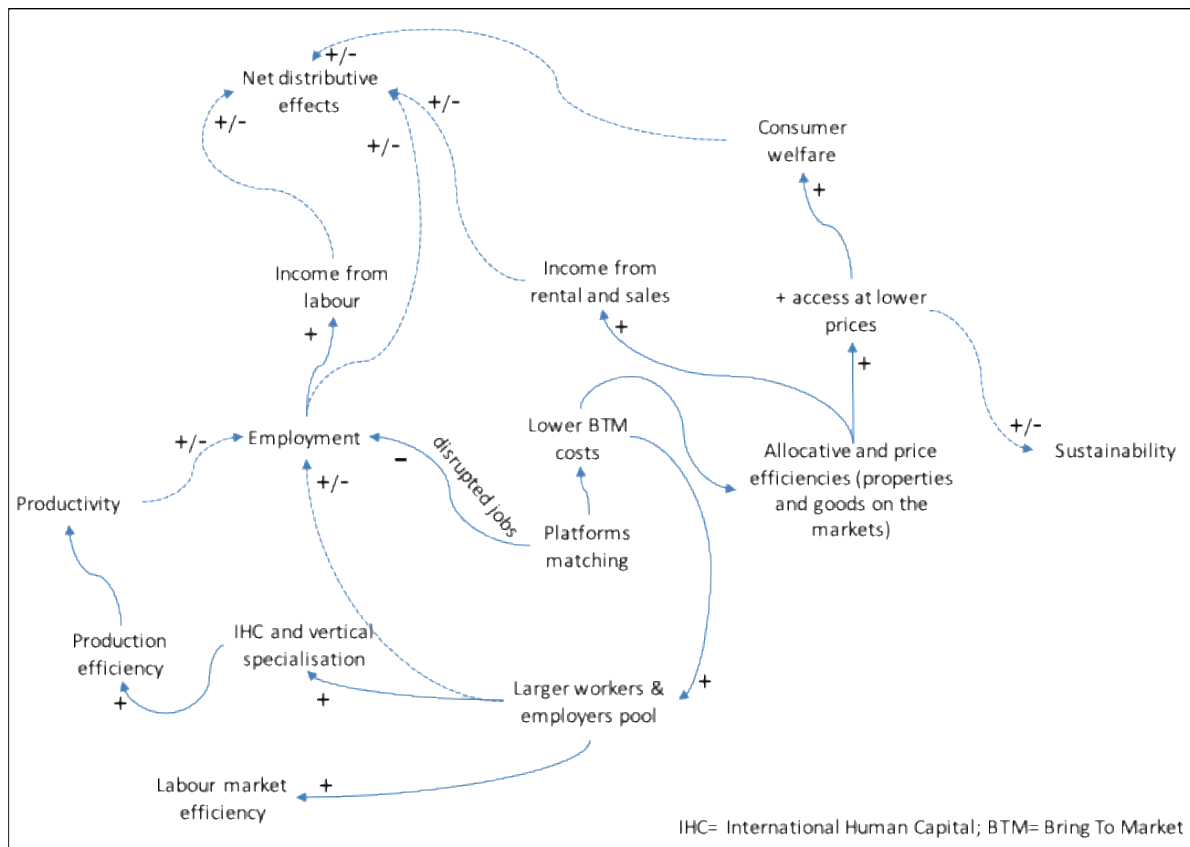 +/-
Net distributive
effects
+/-
+/-
+/-
Consumer
welfare
+
Income from
labour
Income from
rental and sales
+ access at lower
prices
+
+
+
+/-
Employment
disrupted jobs
–
Lower BTM
costs
+/-
Sustainability
Allocative and price
efficiencies (properties
and goods on the
markets)
+/-
Productivity
Platforms
matching
Production
efficiency
+
IHC and vertical
specialisation
+
Larger workers &
employers pool
+
Labour market
efficiency
+
IHC= International Human Capital; BTM= Bring To Market